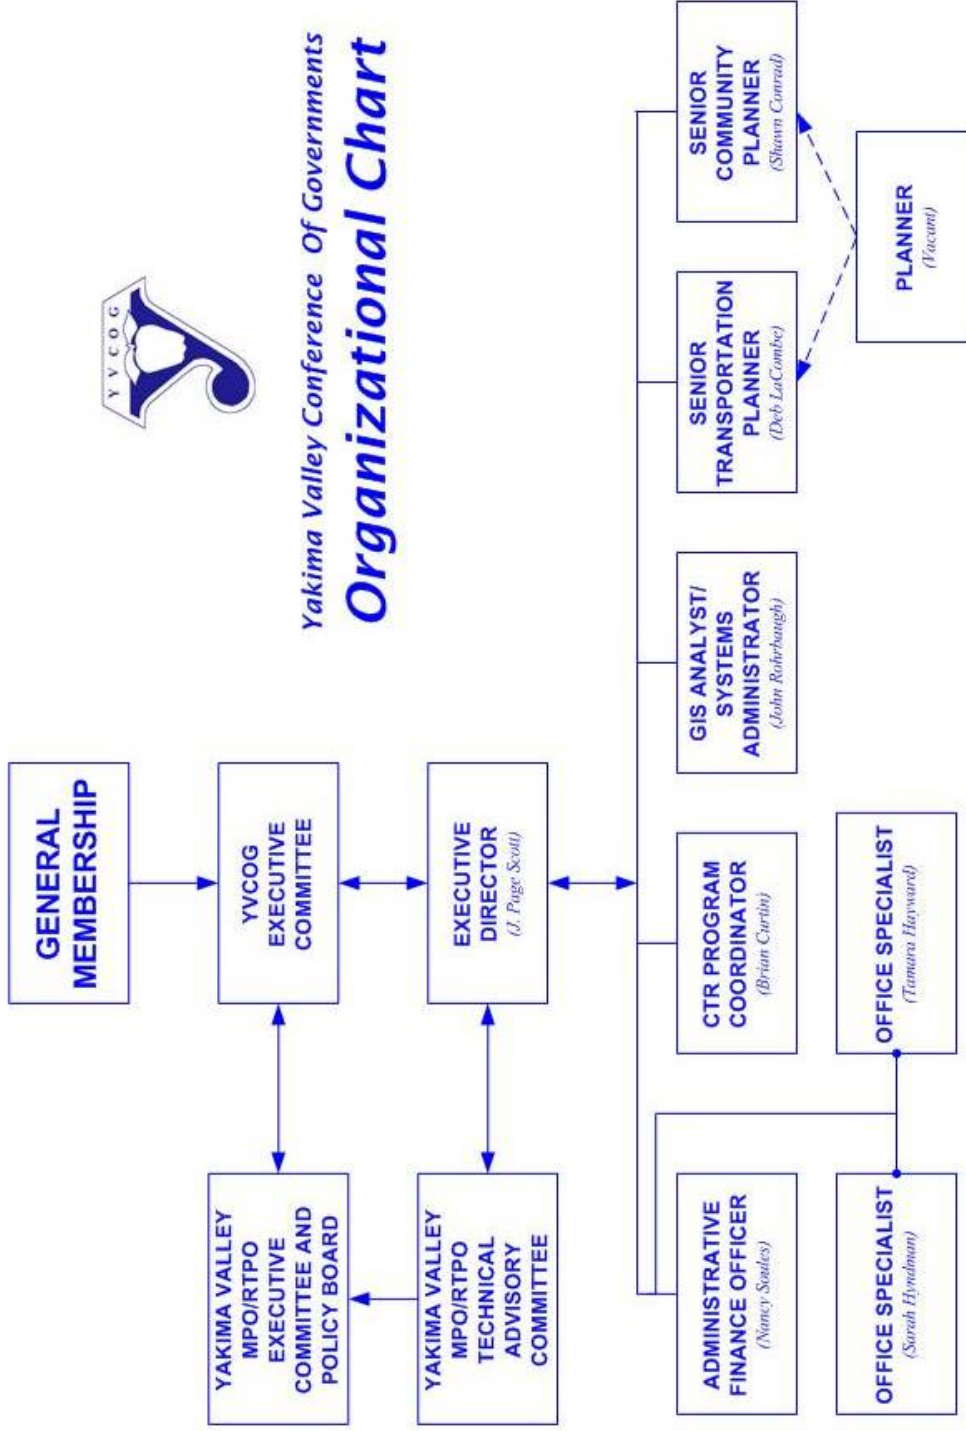 Y V C O G
Yakima Valley Conference Of Governments
Organizational Chart
GENERAL
MEMBERSHIP
YAKIMA VALLEY
MPO/RTPO
EXECUTIVE
COMMITTEE AND
POLICY BOARD
YVCOG
EXECUTIVE
COMMITTEE
YAKIMA VALLEY
MPO/RTPO
TECHNICAL
ADVISORY
COMMITTEE
EXECUTIVE
DIRECTOR
(J. Page Scott)
ADMINISTRATIVE
FINANCE OFFICER
(Nancy Soules)
CTR PROGRAM
COORDINATOR
(Brian Curtin)
GIS ANALYST/
SYSTEMS
ADMINISTRATOR
(John Rohrbaugh)
SENIOR
TRANSPORTATION
PLANNER
(Deb LaCombe)
SENIOR
COMMUNITY
PLANNER
(Shawn Conrad)
OFFICE SPECIALIST
(Sarah Hyndman)
OFFICE SPECIALIST
(Tamara Hayward)
PLANNER
(Vacant)